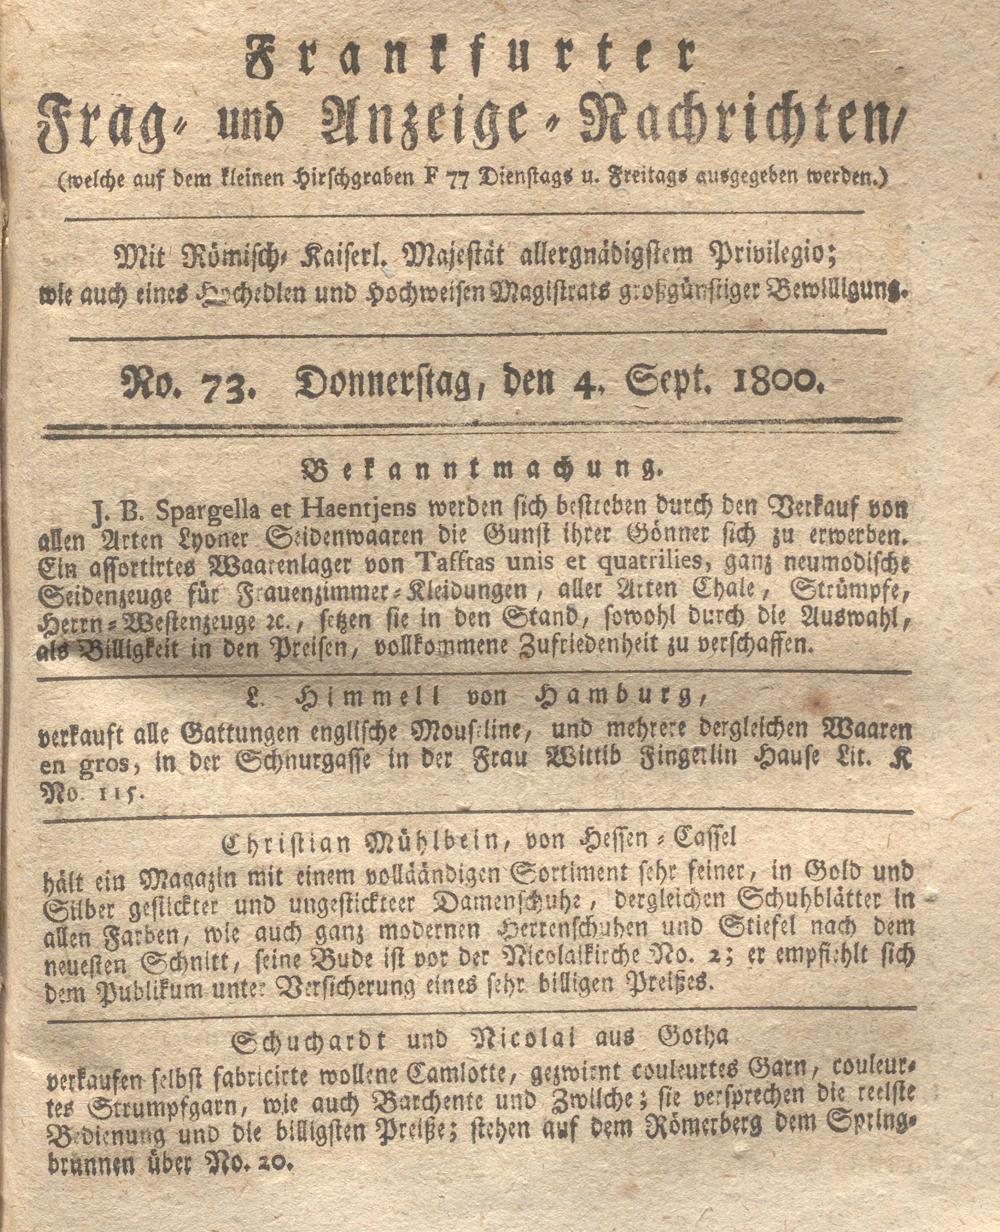 Frankfurter
Frag- und Anzeige-Nachrichten/
(welche auf dem kleinen Hirschgraben F 77 Dienstags u. Freitags ausgegeben werden.)
Mit Römisch- Kaiserl. Majestät allergnädigstem Privilegio;
wie auch eines Hochedlen und Hochweisen Magistrats großgünstiger Bewilligung.
No. 73. Donnerstag, den 4. Sept. 1800.
Bekanntmachung.
J. B. Spargella et Haentjens werden sich bestreben durch den Verkauf von
allen Arten Lyoner Seidenwaaren die Gunst ihrer Gönner sich zu erwerben.
Ein assortirtes Waarenlager von Tafftas unis et quatrilies, ganz neumodische
Seidenzeuge für Frauenzimmer-Kleidungen, aller Arten Chale, Strümpfe,
Herrn-Westenzeuge ꝛc., setzen sie in den Stand, sowohl durch die Auswahl,
als Billigkeit in den Preisen, vollkommene Zufriedenheit zu verschaffen.
L. Himmell von Hamburg,
verkauft alle Gattungen englische Mouseline, und mehrere dergleichen Waaren
en gros, in der Schnurgasse in der Frau Wittib Fingerlin Hause Lit. K
No. 115.
Christian Mühlbein, von Hessen-Cassel
hält ein Magazin mit einem volläändigen Sortiment sehr feiner, in Gold und
Silber gestickter und ungestickteer Damenschuhe, dergleichen Schuhblätter in
allen Farben, wie auch ganz modernen Herrenschuhen und Stiefel nach dem
neuesten Schnitt, seine Bude ist vor der Nicolaikirche No. 2; er empfiehlt sich
dem Publikum unter Versicherung eines sehr billigen Preißes.
Schuchardt und Nicolai aus Gotha
verkaufen selbst fabricirte wollene Camlotte, gezwirnt couleurtes Garn, couleur-
tes Strumpfgarn, wie auch Barchente und Zwilche; sie versprechen die reelste
Bedienung und die billigsten Preiße; stehen auf dem Römerberg dem Spring-
brunnen über No. 20.